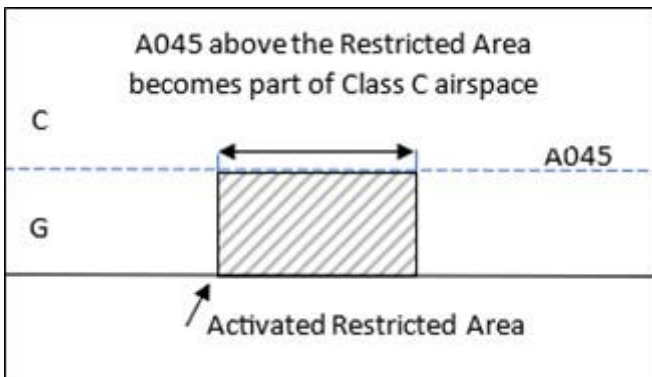 A045 above the Restricted Area
becomes part of Class C airspace
C
A045
G
Activated Restricted Area